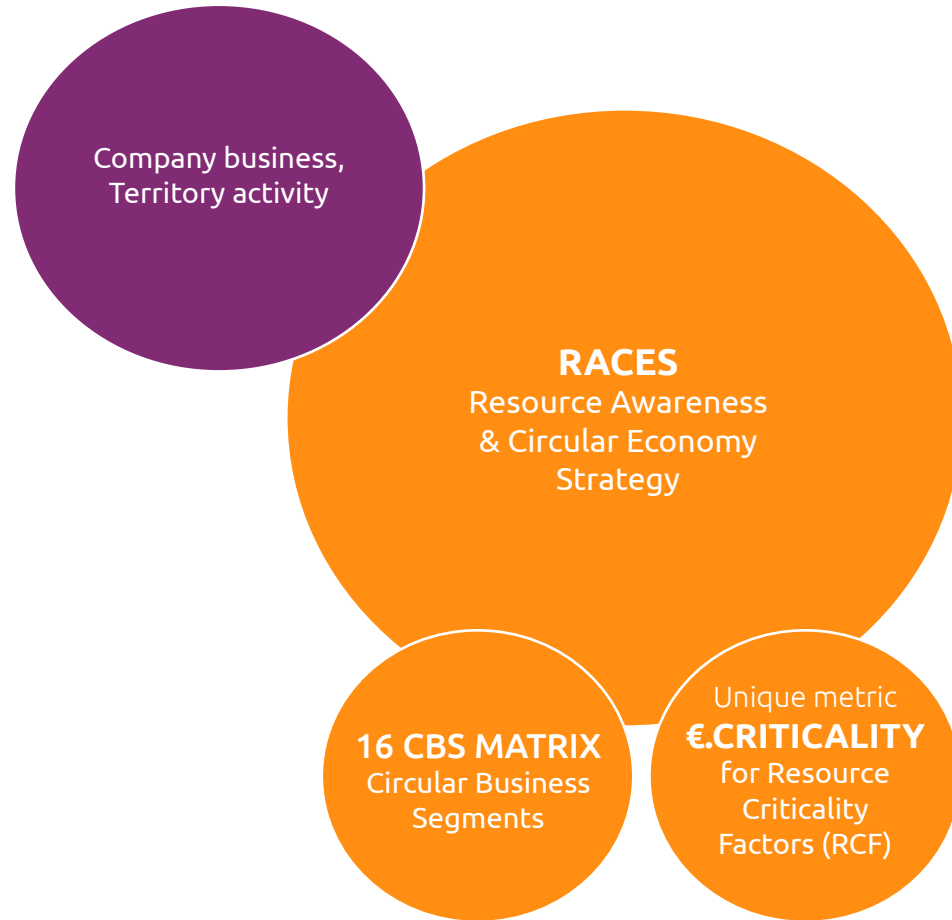 Company business,
Territory activity
RACES
Resource Awareness
& Circular Economy
Strategy
16 CBS MATRIX
Circular Business
Segments
Unique metric
€.CRITICALITY
for Resource
Criticality
Factors (RCF)